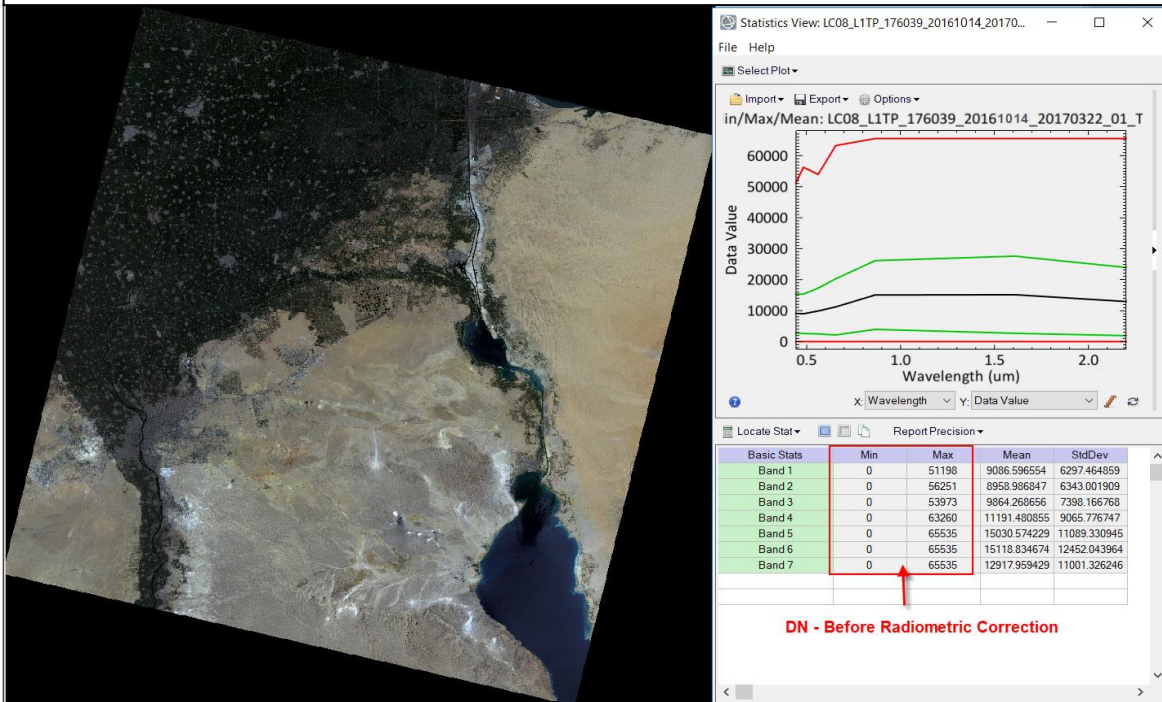 Statistics View: LC08_L1TP_176039_20161014_20170...
File Help
Select Plot
Import Export Options
in/Max/Mean: LC08_L1TP_176039_20161014_20170322_01_T
60000
50000
40000
30000
20000
10000
0
Data Value
0.5 1.0 1.5 2.0
Wavelength (um)
X: Wavelength Y: Data Value
Locate Stat Report Precision
Basic Stats Min Max Mean StdDev
Band 1 0 51198 9086.596554 6297.464859
Band 2 0 56251 8958.986847 6343.001909
Band 3 0 53973 9864.268656 7398.166768
Band 4 0 63260 11191.480855 9065.776747
Band 5 0 65535 15030.574229 11089.330945
Band 6 0 65535 15118.834674 12452.043964
Band 7 0 65535 12917.959429 11001.326246
DN - Before Radiometric Correction